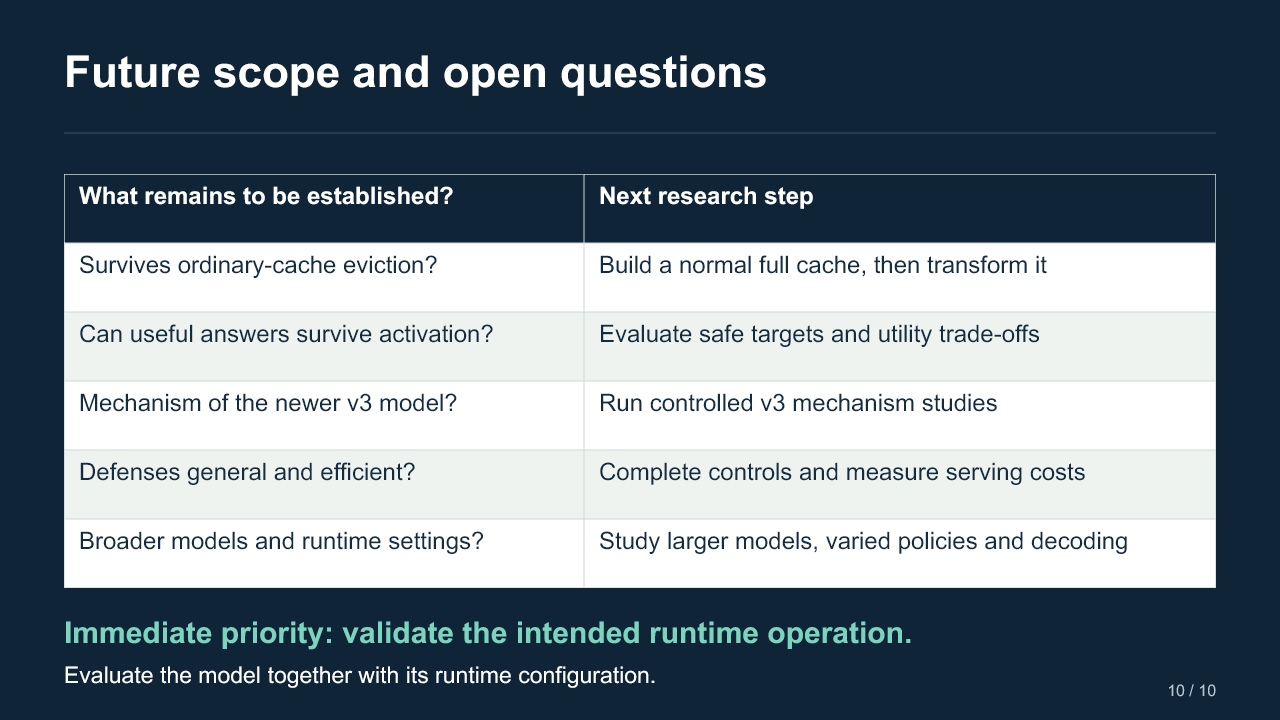 Future scope and open questions
What remains to be established?
Next research step
Survives ordinary-cache eviction?
Build a normal full cache, then transform it
Can useful answers survive activation?
Evaluate safe targets and utility trade-offs
Mechanism of the newer v3 model?
Run controlled v3 mechanism studies
Defenses general and efficient?
Complete controls and measure serving costs
Broader models and runtime settings?
Study larger models, varied policies and decoding
Immediate priority: validate the intended runtime operation.
Evaluate the model together with its runtime configuration.
10 / 10